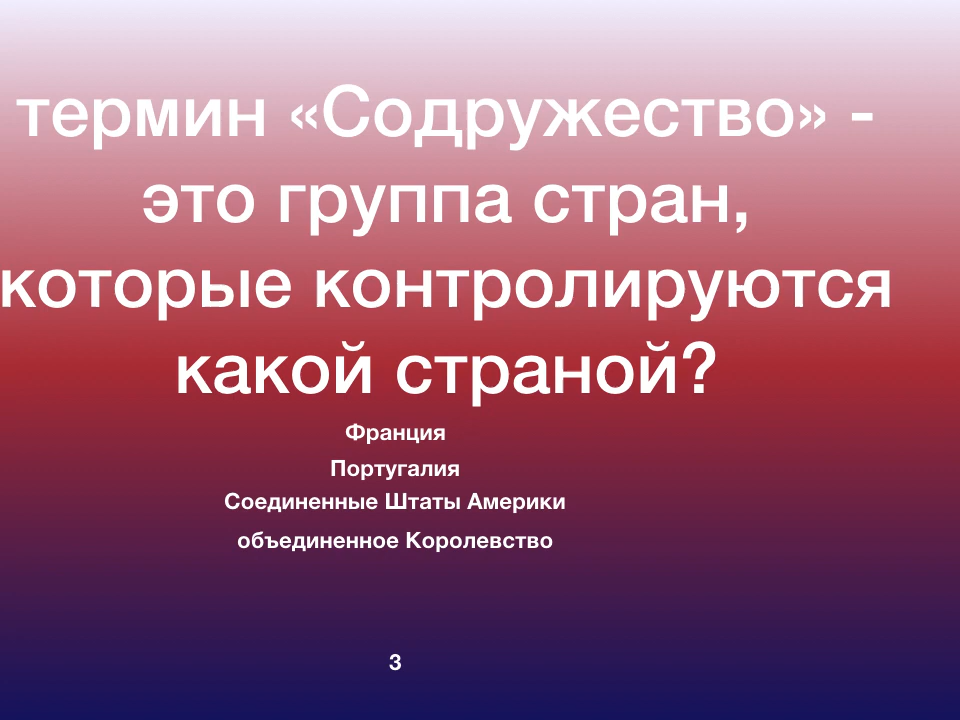 термин «Содружество» -
это группа стран,
которые контролируются
какой страной?
Франция
Португалия
Соединенные Штаты Америки
объединенное Королевство
3